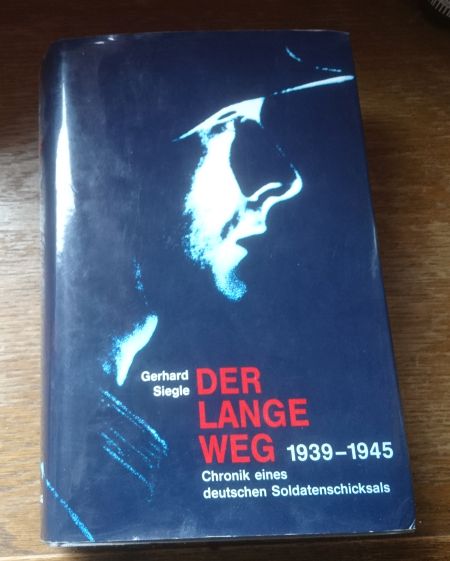 Gerhard
Siegle
DER
LANGE
WEG 1939–1945
Chronik eines
deutschen Soldatenschicksals